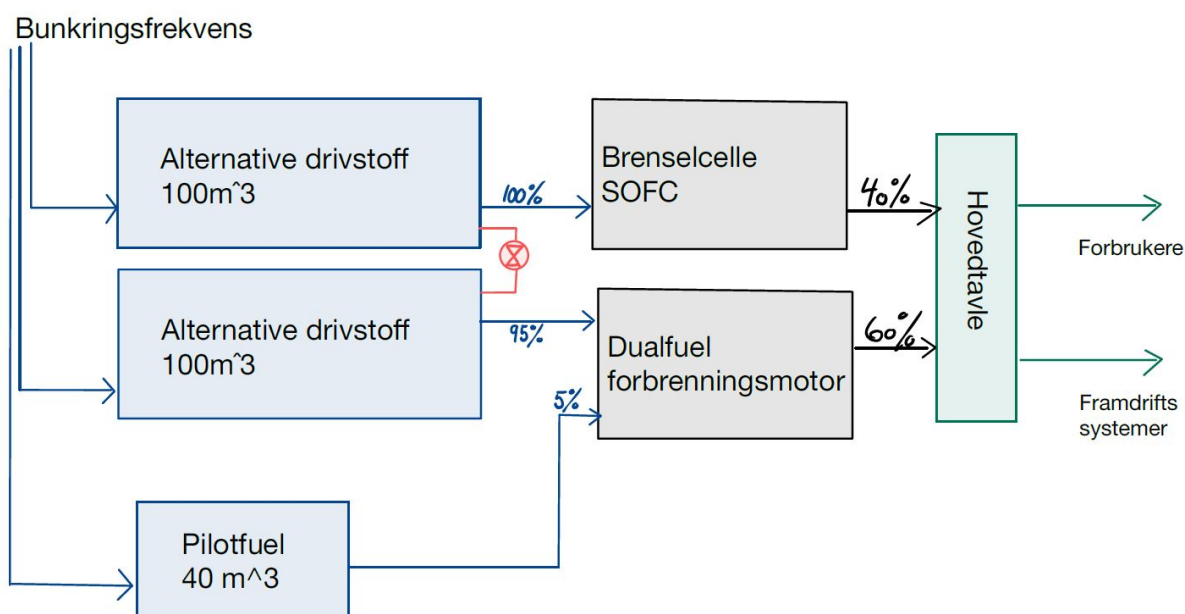 Bunkringsfrekvens
Alternative drivstoff
100m^3
100%
Brenselcelle
SOFC
40%
Hovedtavle
Forbrukere
Alternative drivstoff
100m^3
95%
5%
Dualfuel
forbrenningsmotor
60%
Framdrifts
systemer
Pilotfuel
40 m^3